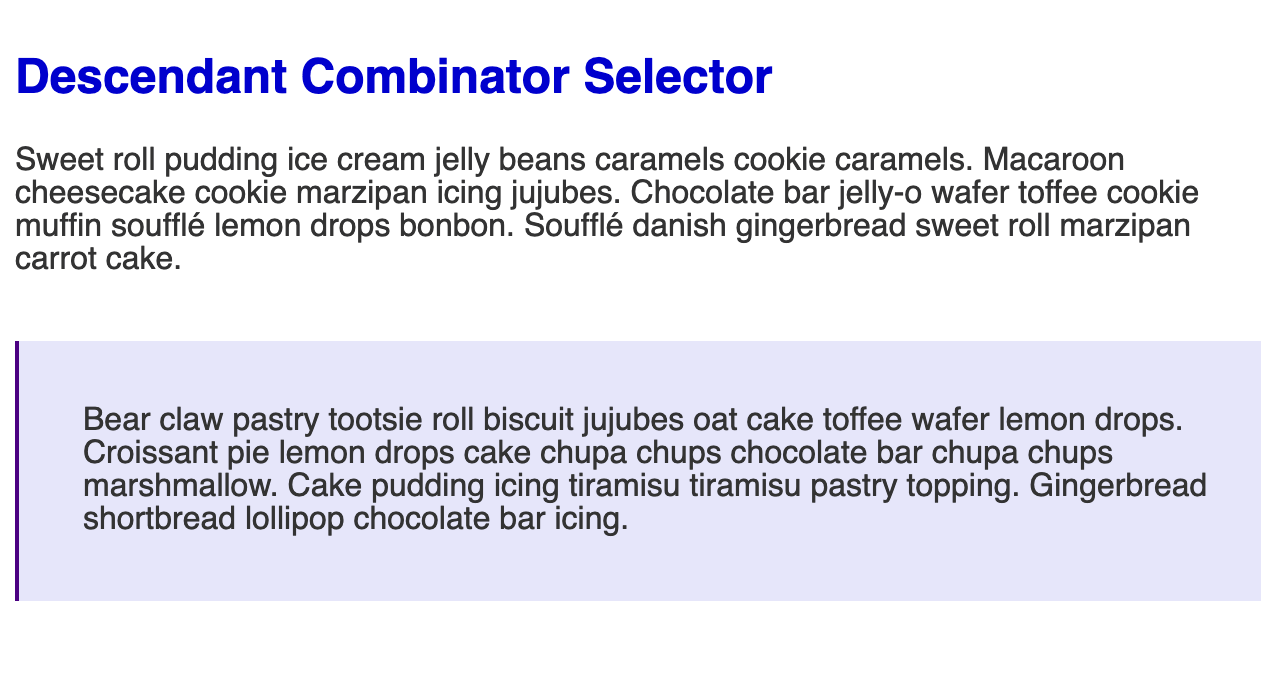 Descendant Combinator Selector
Sweet roll pudding ice cream jelly beans caramels cookie caramels. Macaroon
cheesecake cookie marzipan icing jujubes. Chocolate bar jelly-o wafer toffee cookie
muffin soufflé lemon drops bonbon. Soufflé danish gingerbread sweet roll marzipan
carrot cake.
Bear claw pastry tootsie roll biscuit jujubes oat cake toffee wafer lemon drops.
Croissant pie lemon drops cake chupa chups chocolate bar chupa chups
marshmallow. Cake pudding icing tiramisu tiramisu pastry topping. Gingerbread
shortbread lollipop chocolate bar icing.